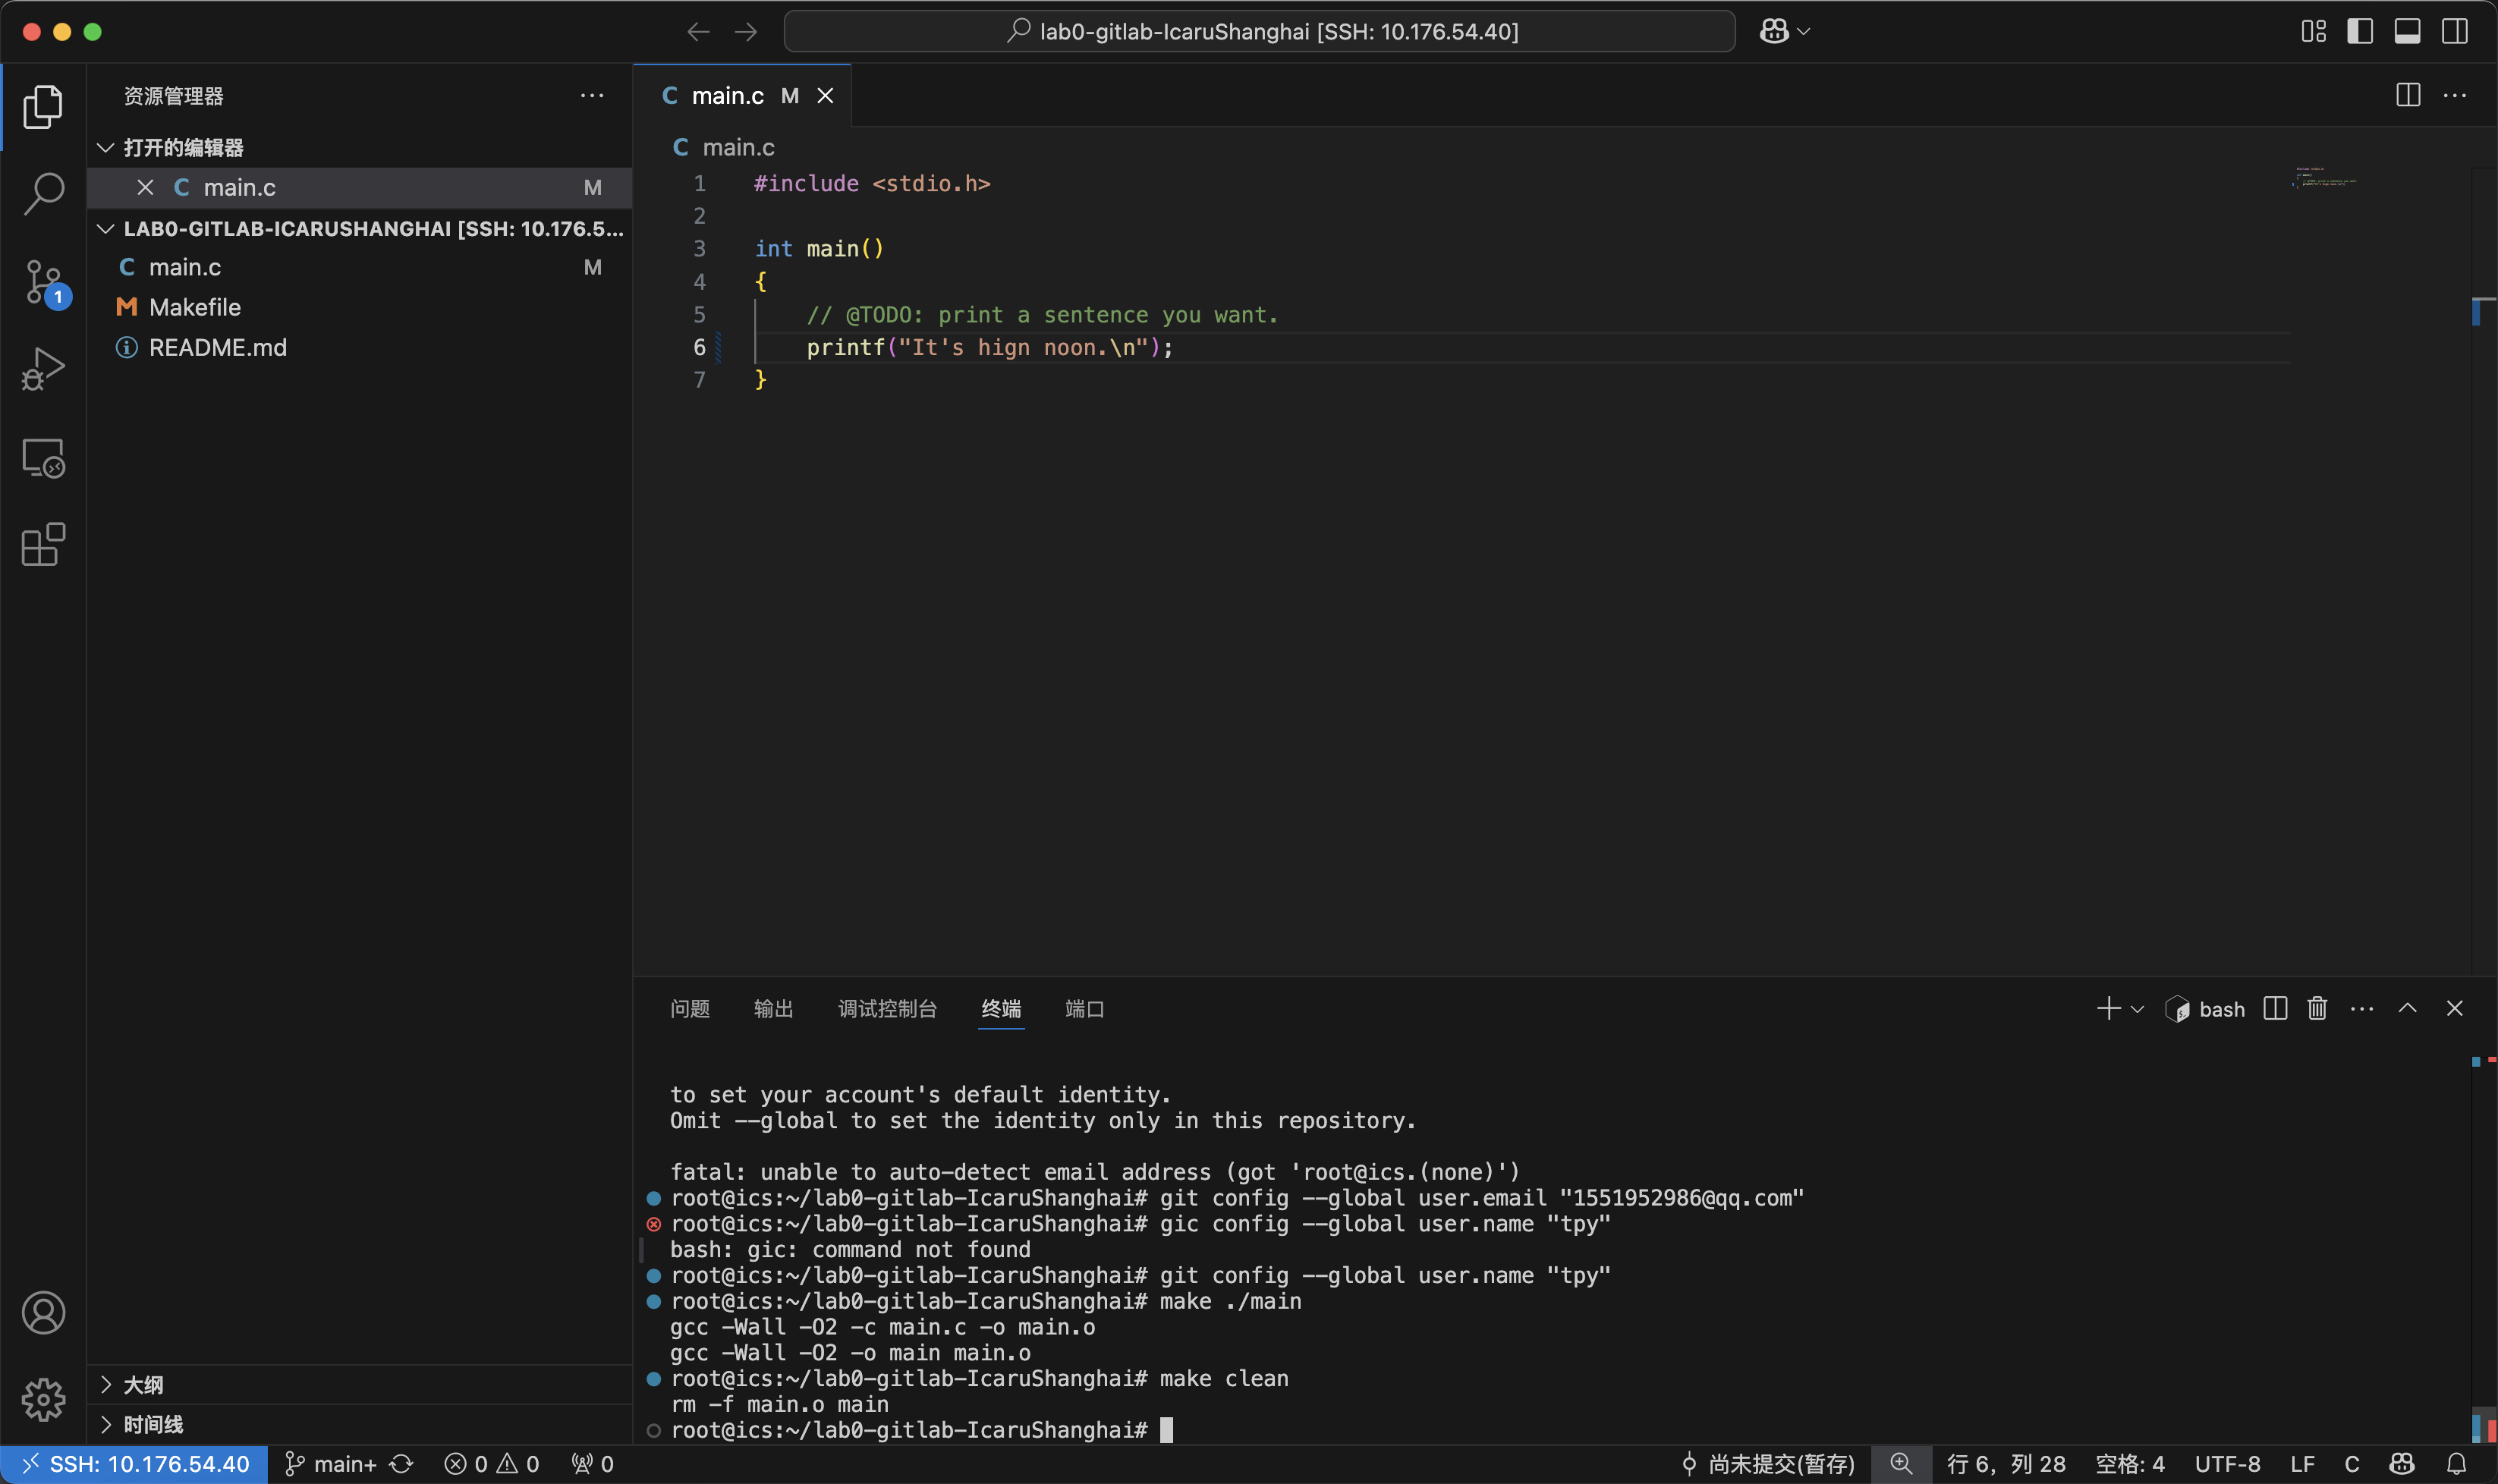 lab0-gitlab-IcaruShanghai [SSH: 10.176.54.40]
资源管理器
打开的编辑器
main.c M
LAB0-GITLAB-ICARUSHANGHAI [SSH: 10.176.5...
C main.c M
M Makefile
README.md
1
大纲
时间线
C main.c M
C main.c
1 #include <stdio.h>
2
3 int main()
4 {
5 // @TODO: print a sentence you want.
6 printf("It's hign noon.\n");
7 }
问题 输出 调试控制台 终端 端口 bash
to set your account's default identity.
Omit --global to set the identity only in this repository.
fatal: unable to auto-detect email address (got 'root@ics.(none)')
root@ics:~/lab0-gitlab-IcaruShanghai# git config --global user.email "1551952986@qq.com"
root@ics:~/lab0-gitlab-IcaruShanghai# gic config --global user.name "tpy"
bash: gic: command not found
root@ics:~/lab0-gitlab-IcaruShanghai# git config --global user.name "tpy"
root@ics:~/lab0-gitlab-IcaruShanghai# make ./main
gcc -Wall -O2 -c main.c -o main.o
gcc -Wall -O2 -o main main.o
root@ics:~/lab0-gitlab-IcaruShanghai# make clean
rm -f main.o main
root@ics:~/lab0-gitlab-IcaruShanghai#
SSH: 10.176.54.40 main+ 0 0 0 尚未提交(暂存) 行 6, 列 28 空格: 4 UTF-8 LF C